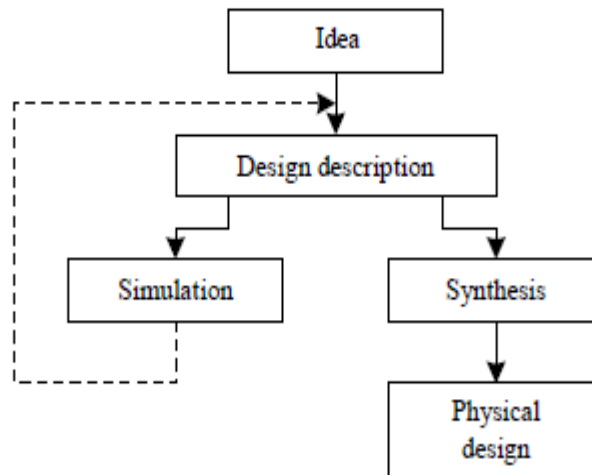 Idea
Design description
Simulation
Synthesis
Physical
design